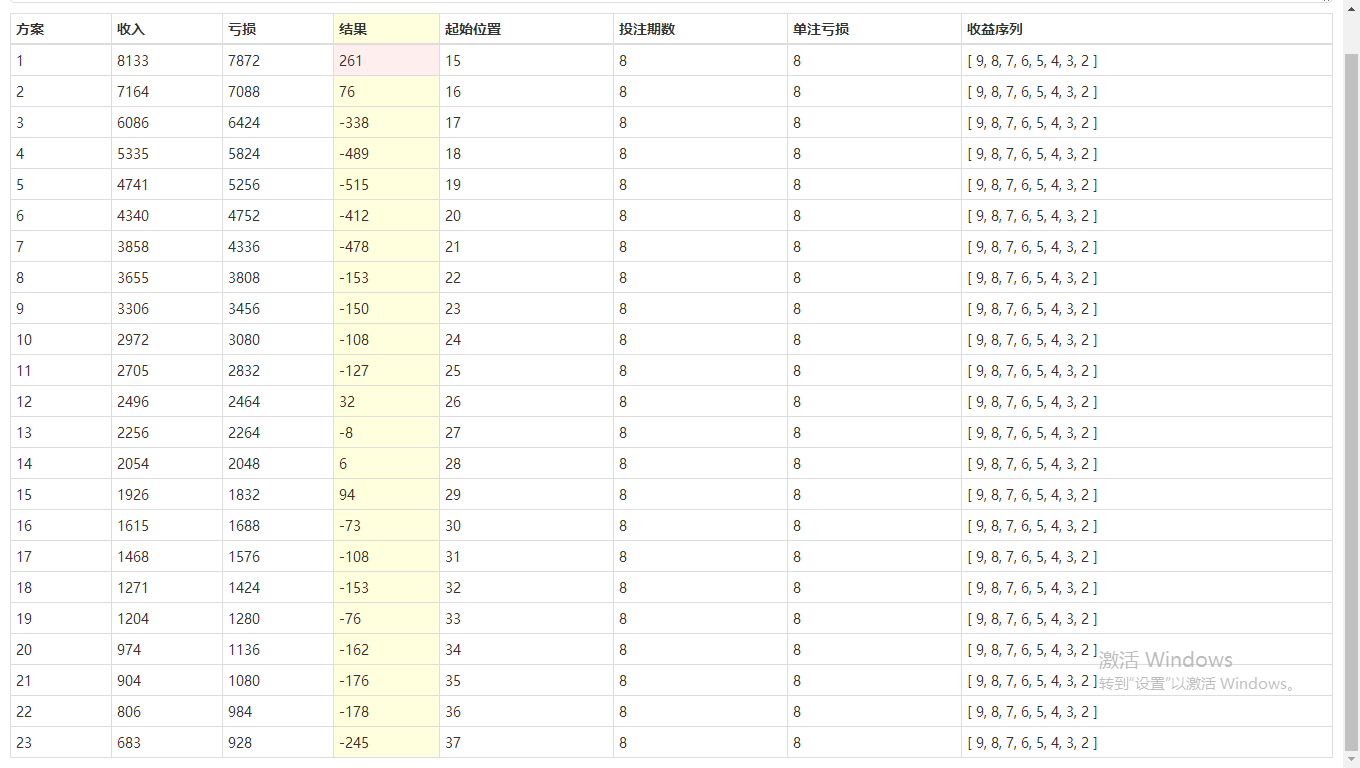 方案 收入 亏损 结果 起始位置 投注期数 单注亏损 收益序列
1 8133 7872 261 15 8 8 [ 9, 8, 7, 6, 5, 4, 3, 2 ]
2 7164 7088 76 16 8 8 [ 9, 8, 7, 6, 5, 4, 3, 2 ]
3 6086 6424 -338 17 8 8 [ 9, 8, 7, 6, 5, 4, 3, 2 ]
4 5335 5824 -489 18 8 8 [ 9, 8, 7, 6, 5, 4, 3, 2 ]
5 4741 5256 -515 19 8 8 [ 9, 8, 7, 6, 5, 4, 3, 2 ]
6 4340 4752 -412 20 8 8 [ 9, 8, 7, 6, 5, 4, 3, 2 ]
7 3858 4336 -478 21 8 8 [ 9, 8, 7, 6, 5, 4, 3, 2 ]
8 3655 3808 -153 22 8 8 [ 9, 8, 7, 6, 5, 4, 3, 2 ]
9 3306 3456 -150 23 8 8 [ 9, 8, 7, 6, 5, 4, 3, 2 ]
10 2972 3080 -108 24 8 8 [ 9, 8, 7, 6, 5, 4, 3, 2 ]
11 2705 2832 -127 25 8 8 [ 9, 8, 7, 6, 5, 4, 3, 2 ]
12 2496 2464 32 26 8 8 [ 9, 8, 7, 6, 5, 4, 3, 2 ]
13 2256 2264 -8 27 8 8 [ 9, 8, 7, 6, 5, 4, 3, 2 ]
14 2054 2048 6 28 8 8 [ 9, 8, 7, 6, 5, 4, 3, 2 ]
15 1926 1832 94 29 8 8 [ 9, 8, 7, 6, 5, 4, 3, 2 ]
16 1615 1688 -73 30 8 8 [ 9, 8, 7, 6, 5, 4, 3, 2 ]
17 1468 1576 -108 31 8 8 [ 9, 8, 7, 6, 5, 4, 3, 2 ]
18 1271 1424 -153 32 8 8 [ 9, 8, 7, 6, 5, 4, 3, 2 ]
19 1204 1280 -76 33 8 8 [ 9, 8, 7, 6, 5, 4, 3, 2 ]
20 974 1136 -162 34 8 8 [ 9, 8, 7, 6, 5, 4, 3, 2 ]
激活 Windows
21 904 1080 -176 35 8 8 [ 9, 8, 7, 6, 5, 4, 3, 2 ]
转到“设置”以激活 Windows。
22 806 984 -178 36 8 8 [ 9, 8, 7, 6, 5, 4, 3, 2 ]
23 683 928 -245 37 8 8 [ 9, 8, 7, 6, 5, 4, 3, 2 ]